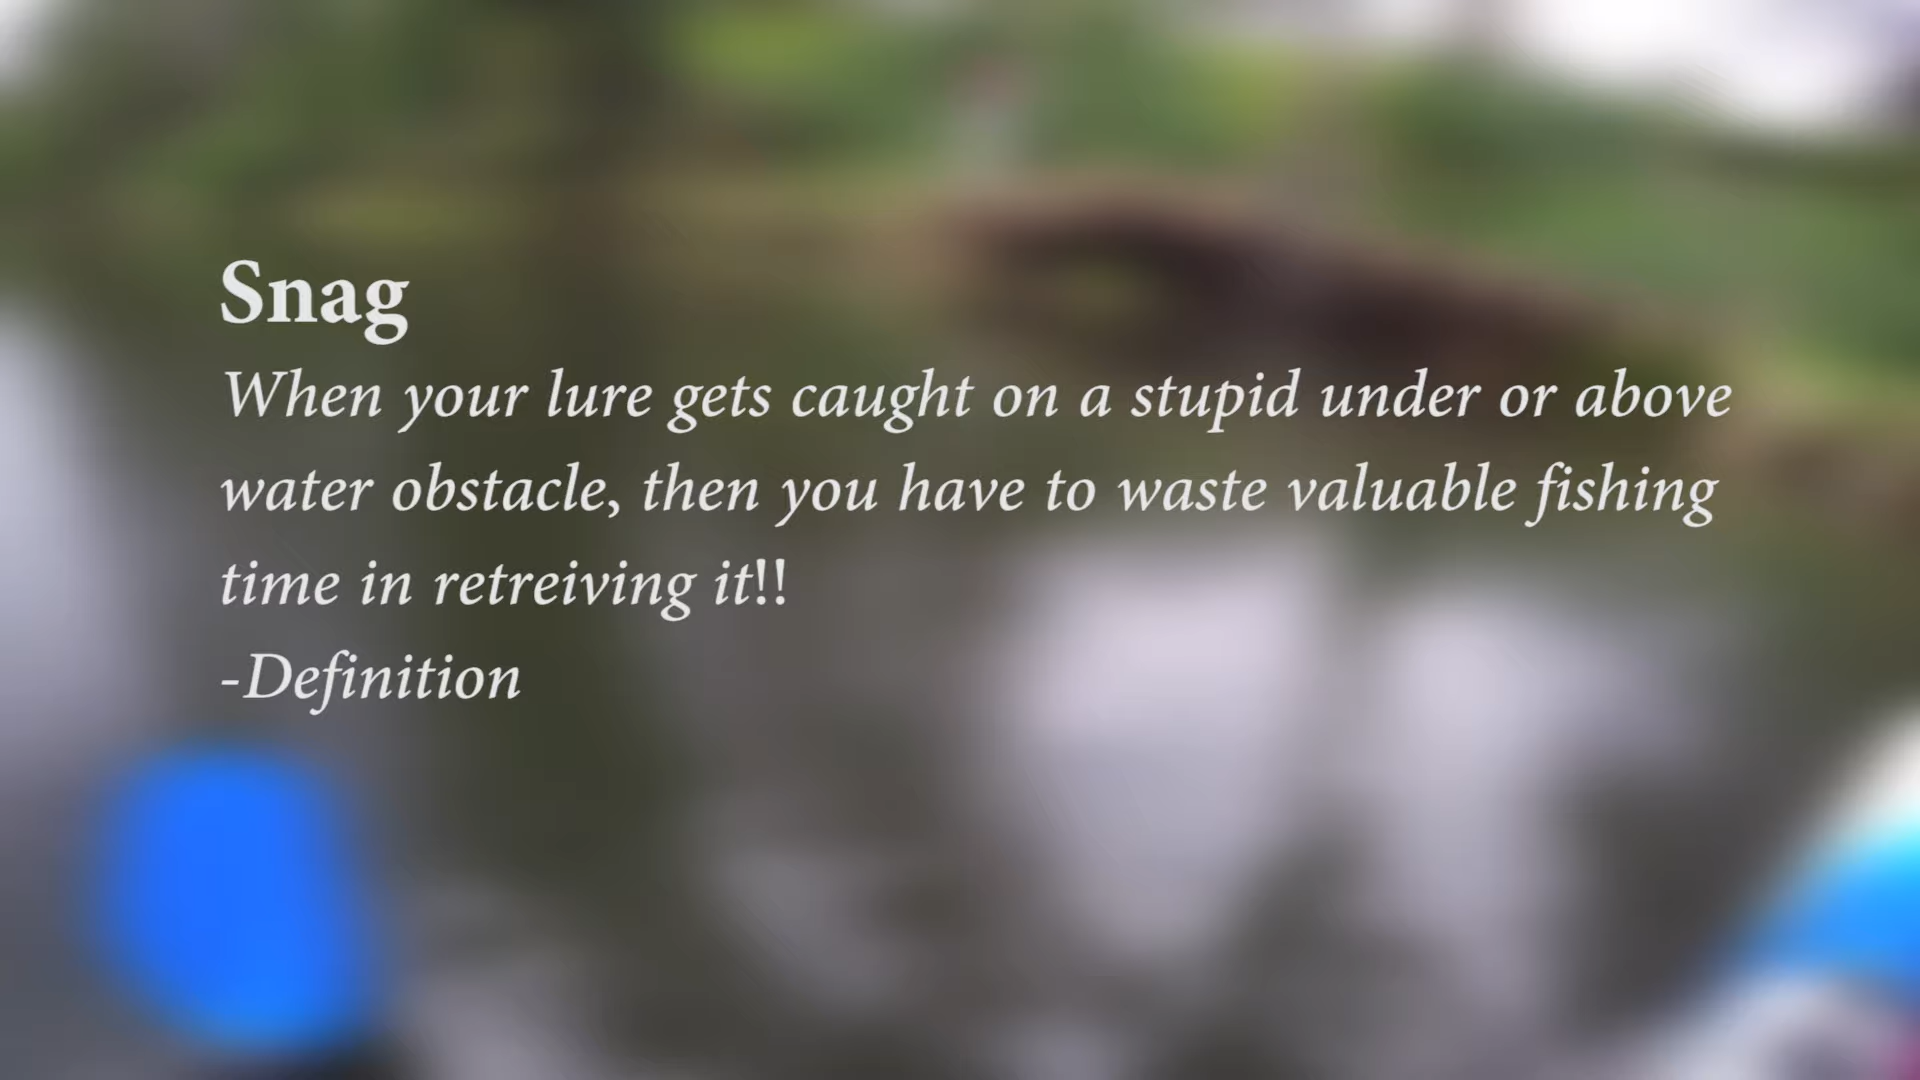 Snag
When your lure gets caught on a stupid under or above
water obstacle, then you have to waste valuable fishing
time in retreiving it!!
-Definition